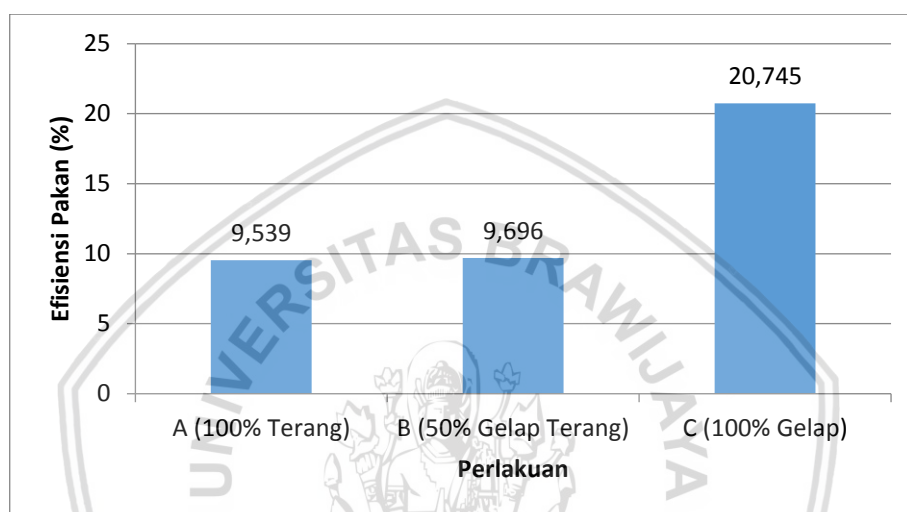 Efisiensi Pakan (%)
25
20
15
10
5
0
9,539
9,696
20,745
A (100% Terang)
B (50% Gelap Terang)
C (100% Gelap)
Perlakuan
UNIVERSITAS BRAWIJAYA